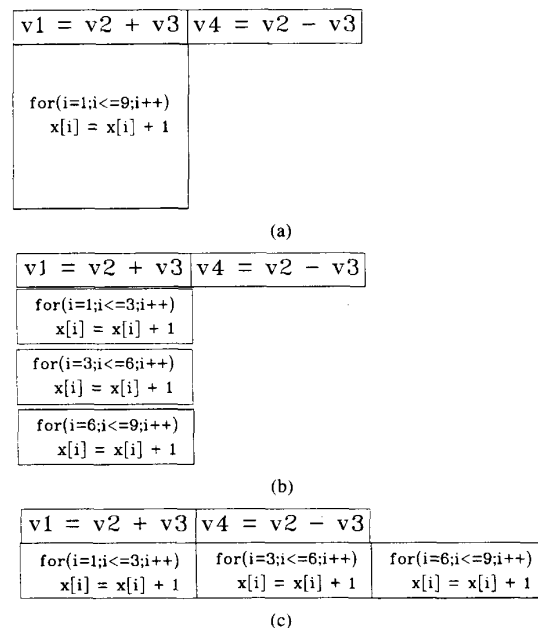 v1 = v2 + v3 v4 = v2 - v3
for(i=1;i<=9;i++)
x[i] = x[i] + 1
(a)
v1 = v2 + v3 v4 = v2 - v3
for(i=1;i<=3;i++)
x[i] = x[i] + 1
for(i=3;i<=6;i++)
x[i] = x[i] + 1
for(i=6;i<=9;i++)
x[i] = x[i] + 1
(b)
v1 = v2 + v3 v4 = v2 - v3
for(i=1;i<=3;i++) for(i=3;i<=6;i++) for(i=6;i<=9;i++)
x[i] = x[i] + 1 x[i] = x[i] + 1 x[i] = x[i] + 1
(c)